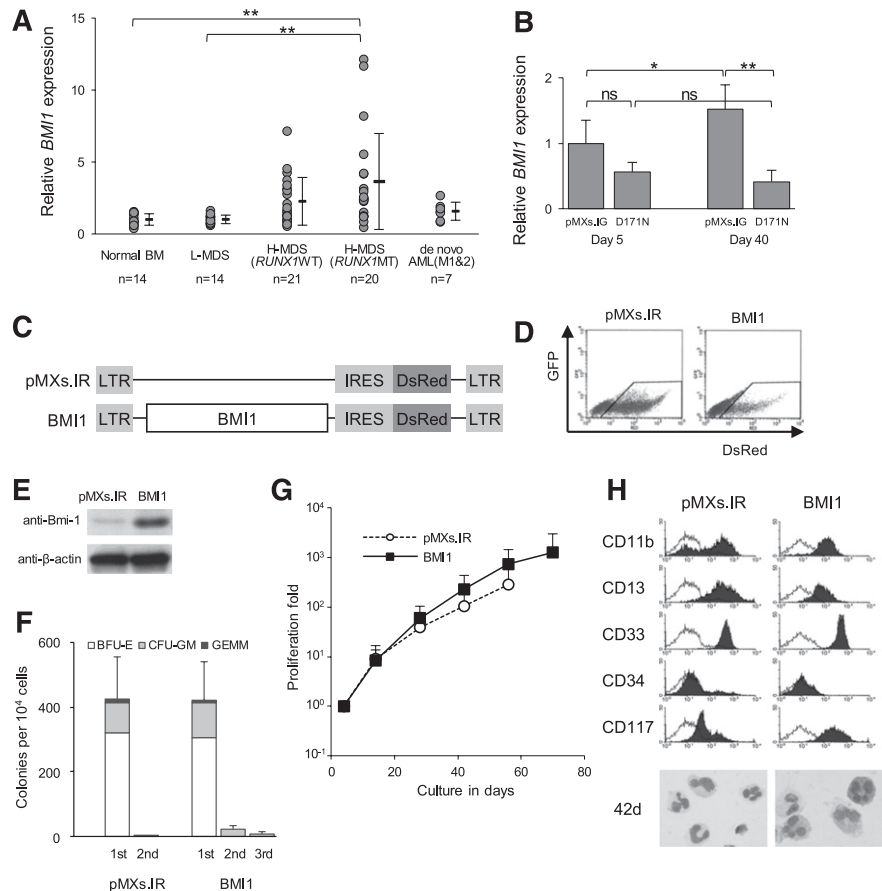 A
Relative BMI1 expression
15
10
5
0
**
**
Normal BM
L-MDS
H-MDS
(RUNX1WT)
H-MDS
(RUNX1MT)
de novo
AML(M1&2)
n=14
n=14
n=21
n=20
n=7
B
Relative BMI1 expression
2
1
0
*
**
ns
ns
pMXs.IG
D171N
pMXs.IG
D171N
Day 5
Day 40
C
pMXs.IR
LTR
IRES
DsRed
LTR
BMI1
LTR
BMI1
IRES
DsRed
LTR
D
pMXs.IR
BMI1
GFP
DsRed
E
pMXs.IR
BMI1
anti-Bmi-1
anti-β-actin
F
Colonies per 10⁴ cells
BFU-E
CFU-GM
GEMM
600
400
200
0
1st
2nd
1st
2nd
3rd
pMXs.IR
BMI1
G
Proliferation fold
10⁴
10³
10²
10¹
10⁰
10⁻¹
pMXs.IR
BMI1
0
20
40
60
80
Culture in days
H
pMXs.IR
BMI1
CD11b
CD13
CD33
CD34
CD117
42d